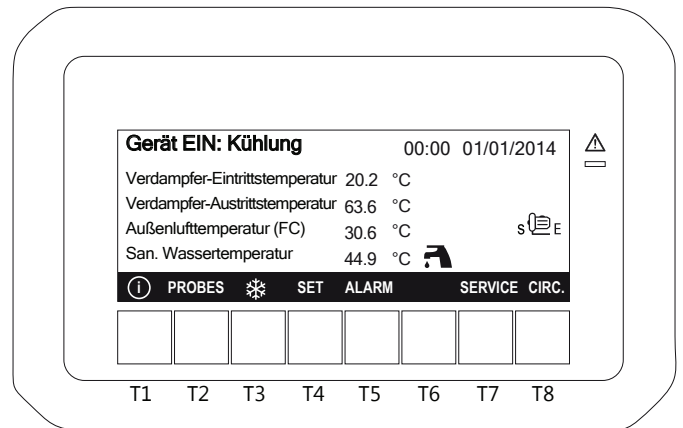 Gerät EIN: Kühlung 00:00 01/01/2014
Verdampfer-Eintrittstemperatur 20.2 °C
Verdampfer-Austrittstemperatur 63.6 °C
Außenlufttemperatur (FC) 30.6 °C S E
San. Wassertemperatur 44.9 °C
i PROBES SET ALARM SERVICE CIRC.
T1 T2 T3 T4 T5 T6 T7 T8